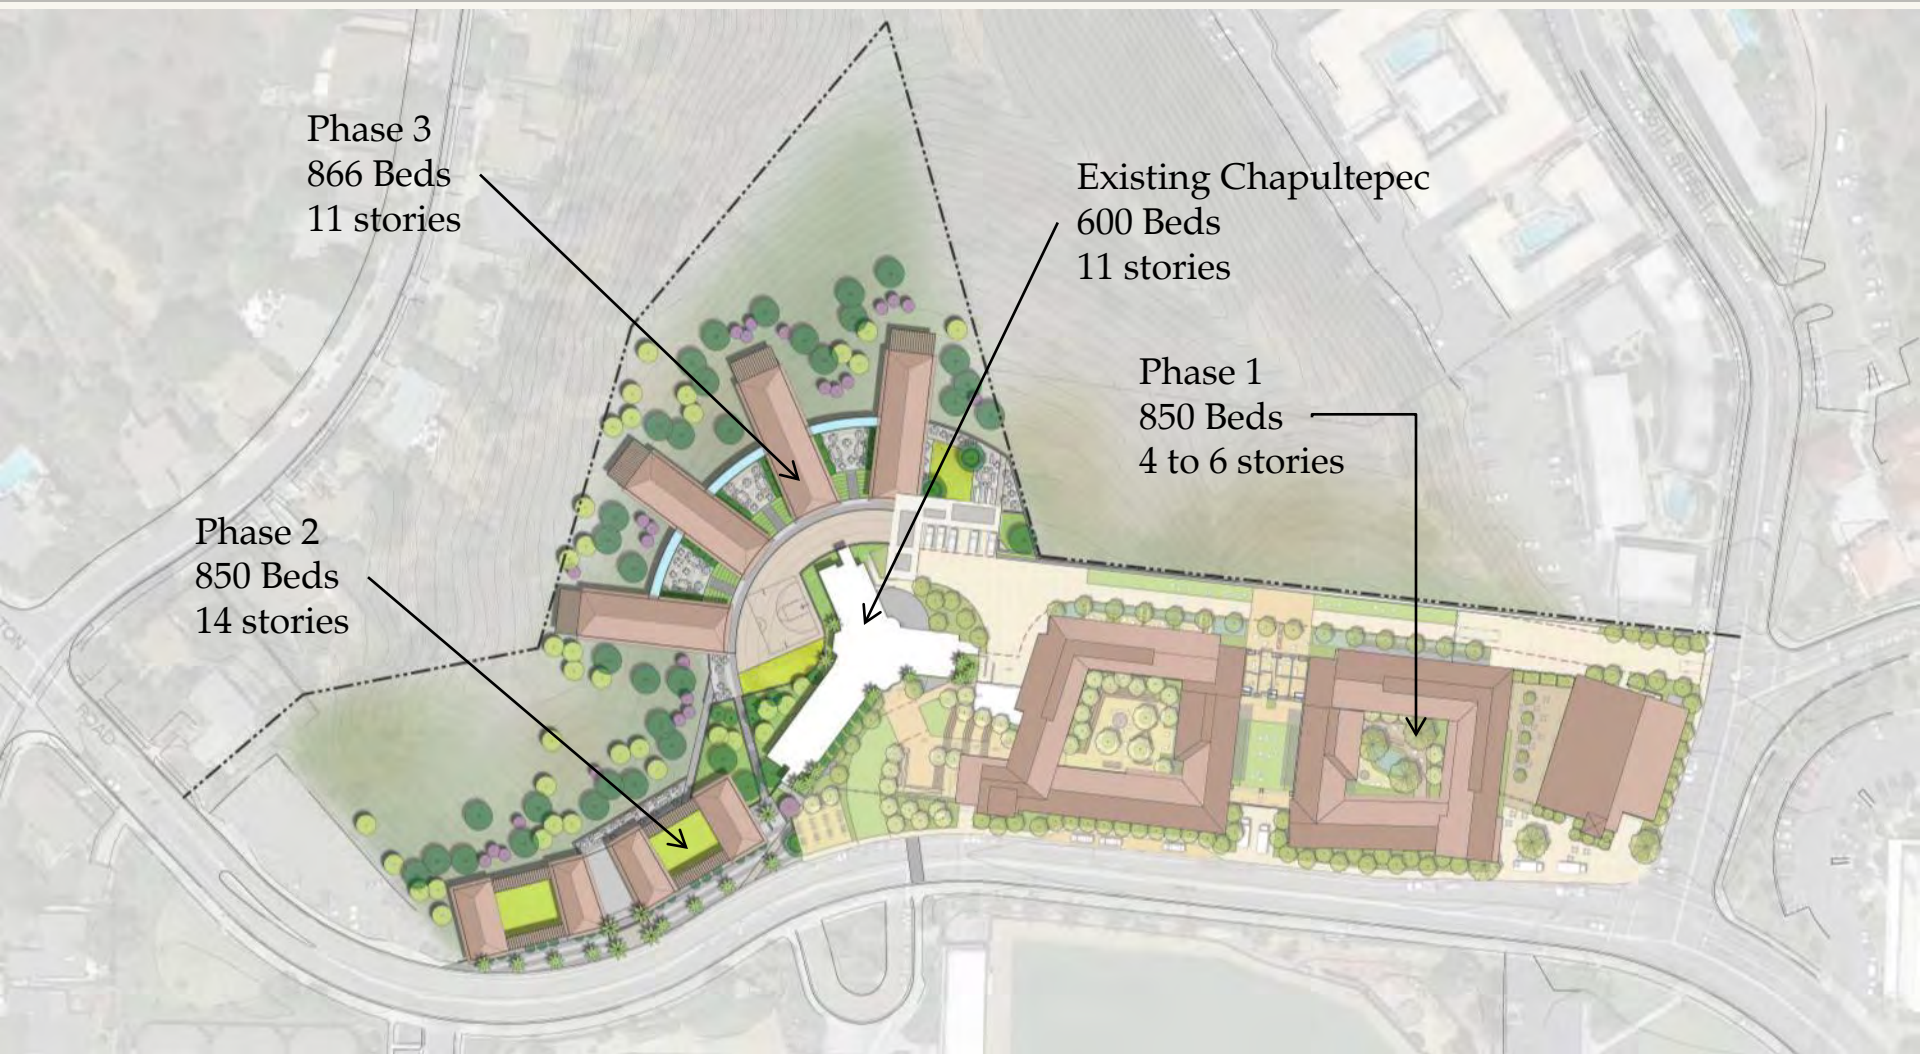 Phase 3
866 Beds
11 stories
Existing Chapultepec
600 Beds
11 stories
Phase 1
850 Beds
4 to 6 stories
Phase 2
850 Beds
14 stories
ROAD